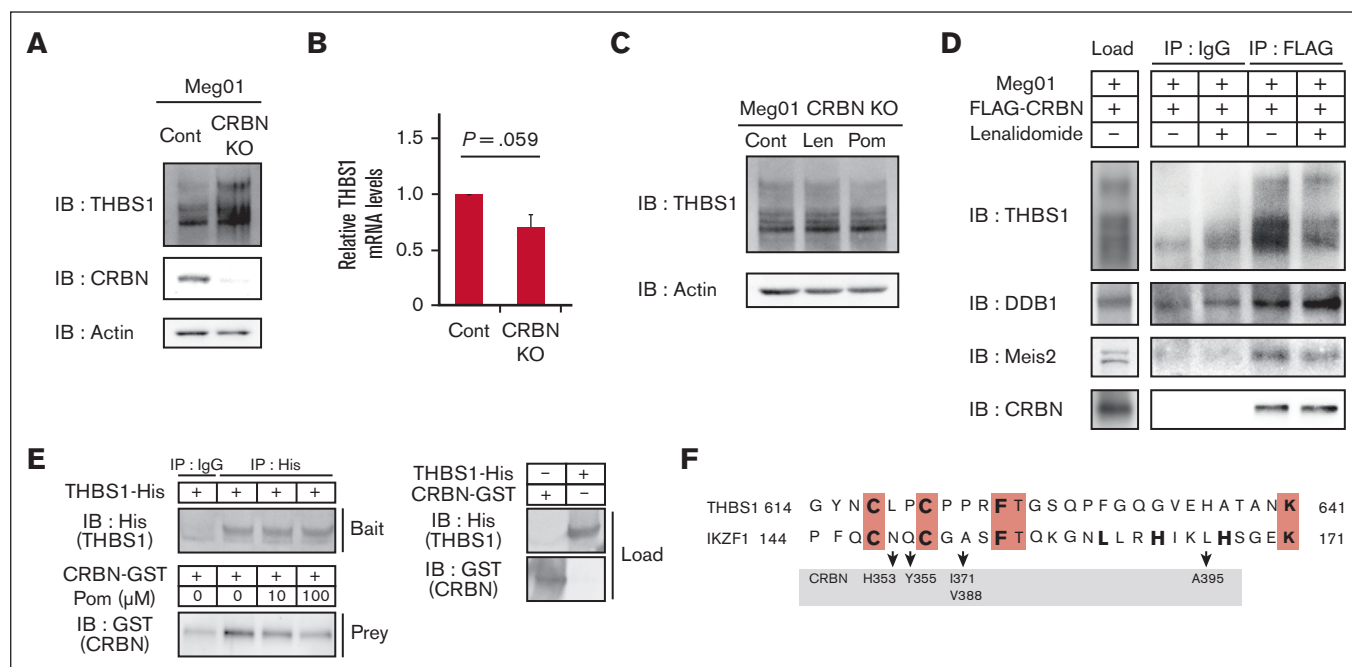 A
Meg01
Cont CRBN KO
IB : THBS1
IB : CRBN
IB : Actin
B
Relative THBS1 mRNA levels
1.5
1.0
0.5
0
P = .059
Cont CRBN KO
C
Meg01 CRBN KO
Cont Len Pom
IB : THBS1
IB : Actin
D
Load IP : IgG IP : FLAG
Meg01 + + + + +
FLAG-CRBN + + + + +
Lenalidomide – – + – +
IB : THBS1
IB : DDB1
IB : Meis2
IB : CRBN
E
IP : IgG IP : His
THBS1-His + + + +
IB : His (THBS1) Bait
CRBN-GST + + + +
Pom (µM) 0 0 10 100
IB : GST (CRBN) Prey
THBS1-His – +
CRBN-GST + –
IB : His (THBS1)
IB : GST (CRBN)
Load
F
THBS1 614 G Y N C L P C P P R F T G S Q P F G Q G V E H A T A N K 641
IKZF1 144 P F Q C N Q C G A S F T Q K G N L L R H I K L H S G E K 171
CRBN H353 Y355 I371 A395
V388